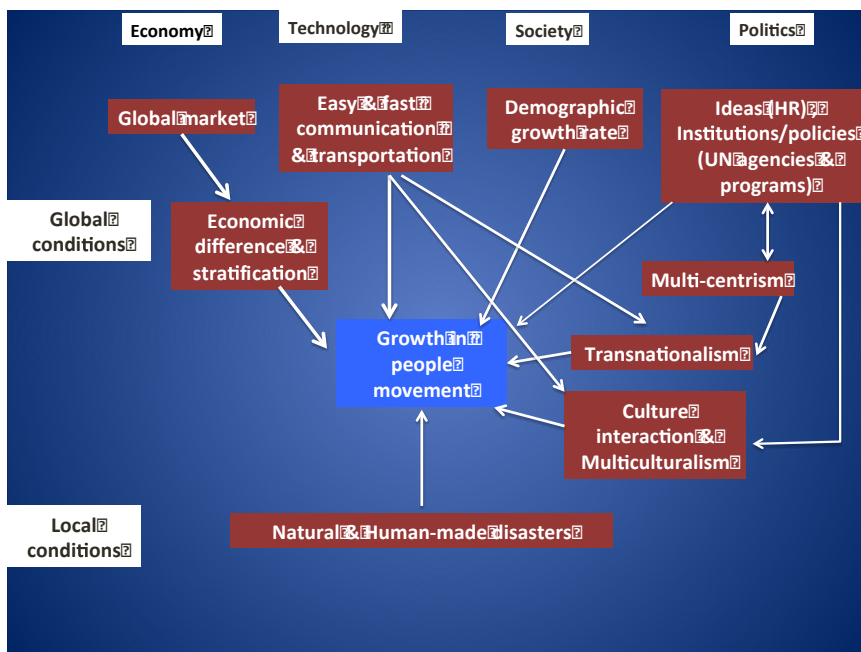 Economy
Technology
Society
Politics
Global market
Easy & fast
communication
& transportation
Demographic
growth rate
Ideas (HR) ,
Institutions/policies
(UN agencies &
programs)
Global
conditions
Economic
difference &
stratification
Multi-centrism
Growth in
people
movement
Transnationalism
Culture
interaction &
Multiculturalism
Local
conditions
Natural & Human-made disasters